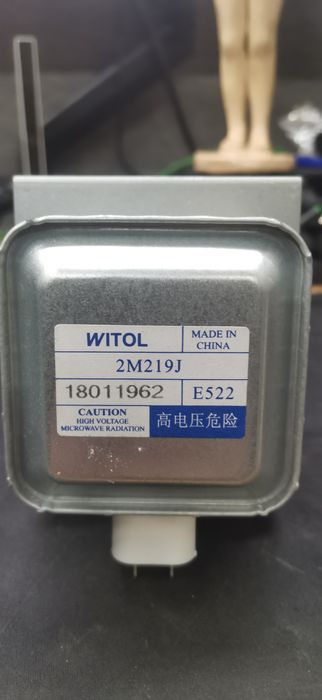 WITOL
MADE IN
CHINA
2M219J
18011962
E522
CAUTION
HIGH VOLTAGE
MICROWAVE RADIATION
高电压危险